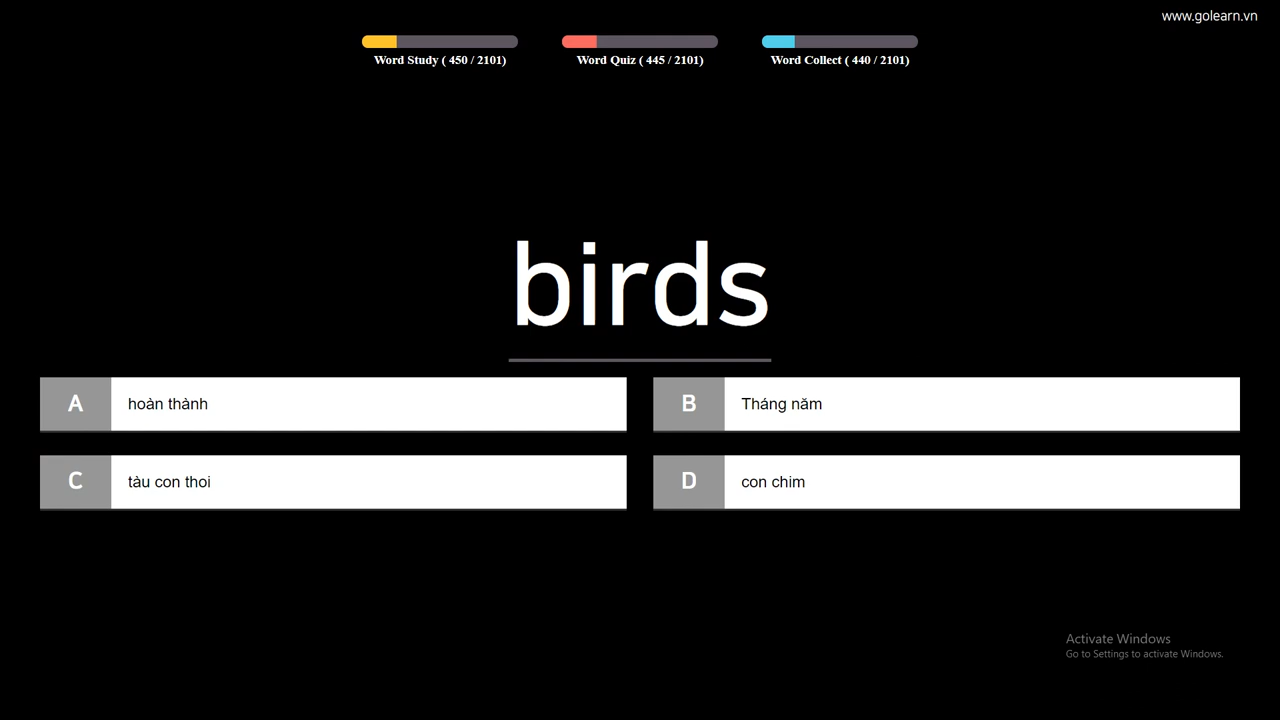 www.golearn.vn
Word Study ( 450 / 2101)
Word Quiz ( 445 / 2101)
Word Collect ( 440 / 2101)
birds
A hoàn thành
B Tháng năm
C tàu con thoi
D con chim
Activate Windows
Go to Settings to activate Windows.